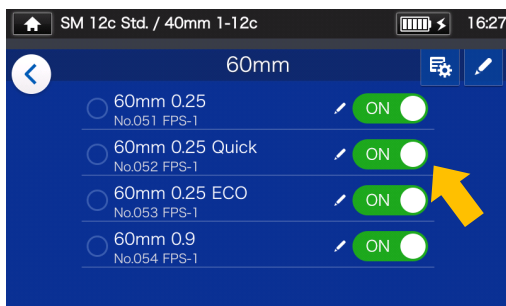 SM 12c Std. / 40mm 1-12c
16:27
60mm
60mm 0.25
No.051 FPS-1
ON
60mm 0.25 Quick
No.052 FPS-1
ON
60mm 0.25 ECO
No.053 FPS-1
ON
60mm 0.9
No.054 FPS-1
ON